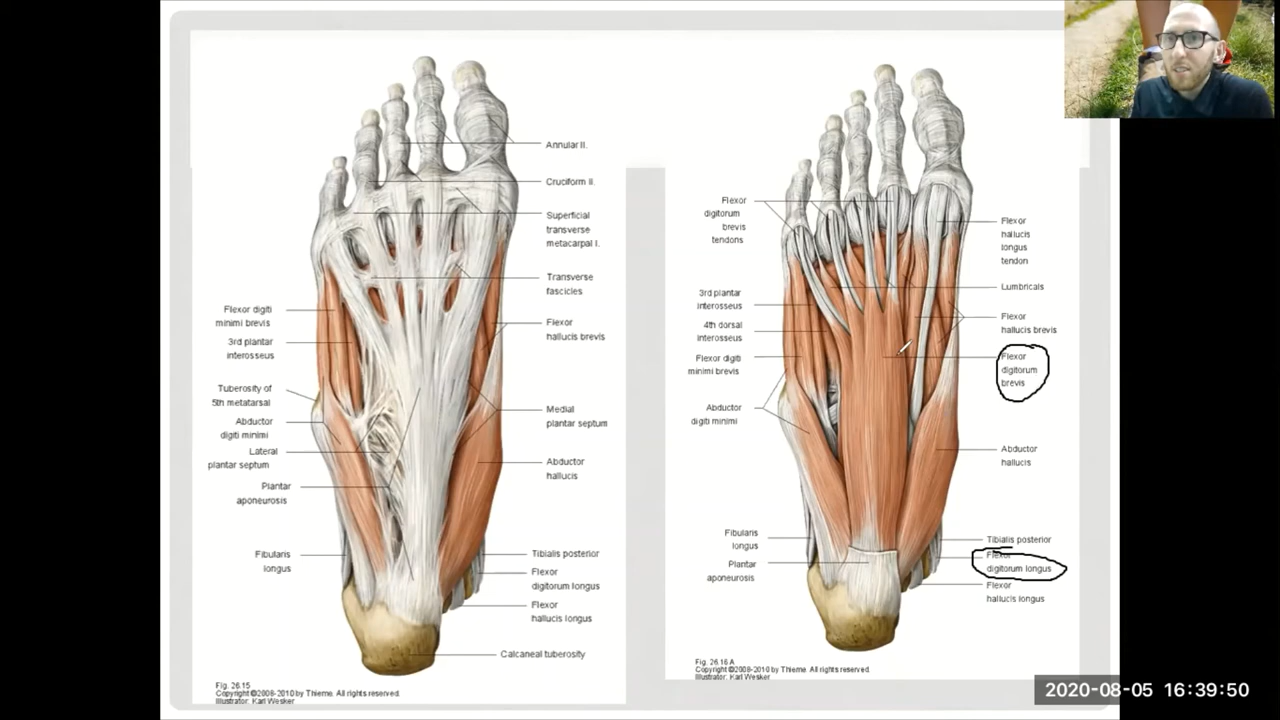 Annular ll.
Cruciform ll.
Superficial
transverse
metacarpal l.
Transverse
fascicles
Flexor digiti
minimi brevis
3rd plantar
interosseus
Flexor
hallucis brevis
Tuberosity of
5th metatarsal
Abductor
digiti minimi
Lateral
plantar septum
Plantar
aponeurosis
Medial
plantar septum
Abductor
hallucis
Fibularis
longus
Tibialis posterior
Flexor
digitorum longus
Flexor
hallucis longus
Calcaneal tuberosity
Fig. 26.15
Copyright ©2008-2010 by Thieme. All rights reserved.
Illustrator: Karl Wesker
Flexor
digitorum
brevis
tendons
Flexor
hallucis
longus
tendon
3rd plantar
interosseus
4th dorsal
interosseus
Flexor digiti
minimi brevis
Abductor
digiti minimi
Lumbricals
Flexor
hallucis brevis
Flexor
digitorum
brevis
Abductor
hallucis
Fibularis
longus
Plantar
aponeurosis
Tibialis posterior
Flexor
digitorum longus
Flexor
hallucis longus
Fig. 26.16 A
Copyright ©2008-2010 by Thieme. All rights reserved.
Illustrator: Karl Wesker
2020-08-05 16:39:50